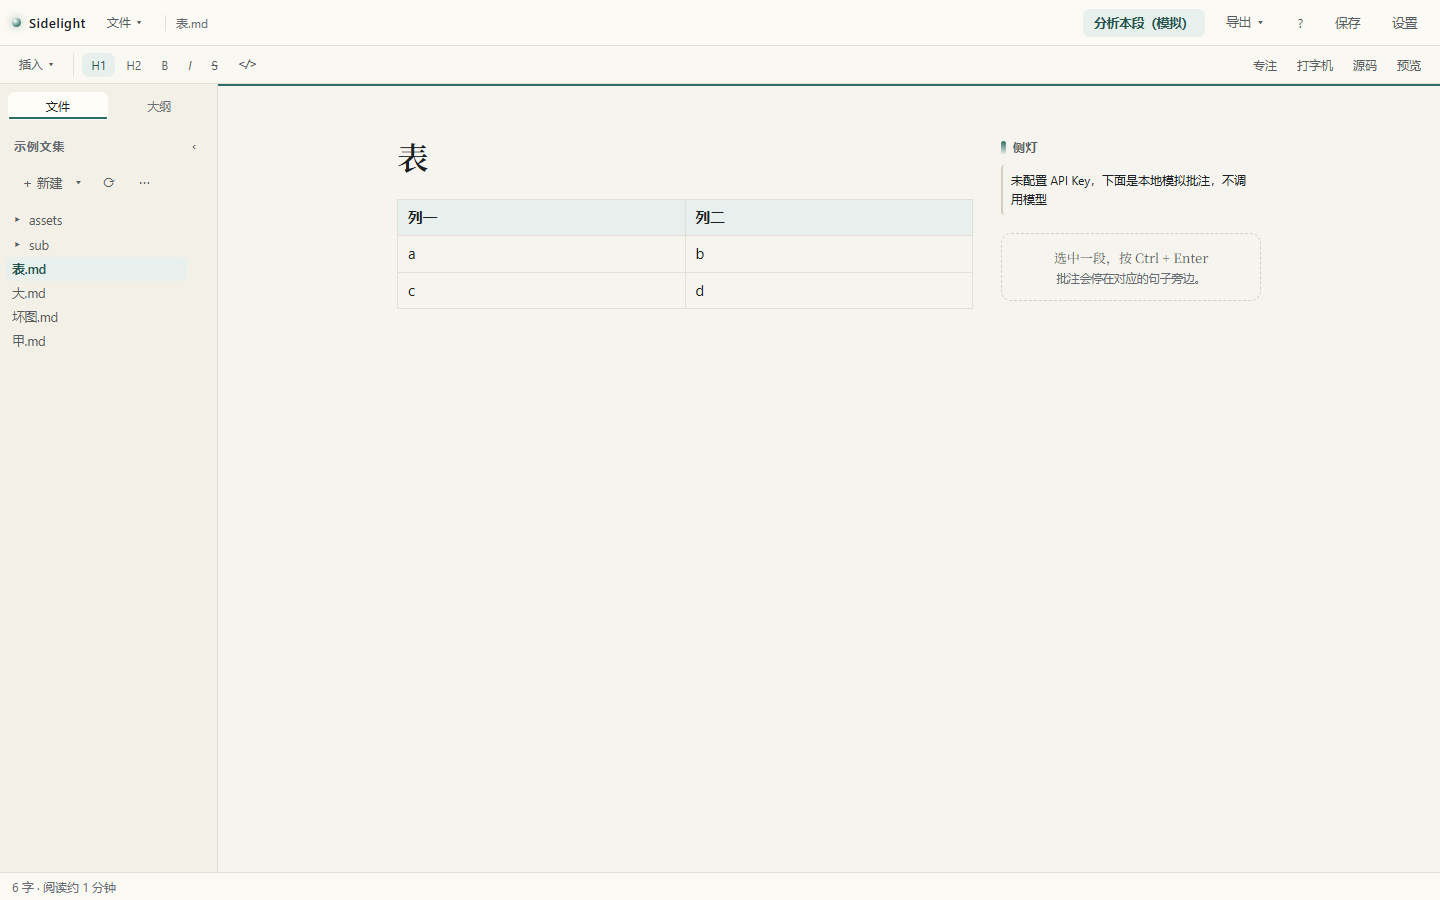 Sidelight 文件 表.md 分析本段（模拟） 导出 ? 保存 设置
插入 H1 H2 B I S </> 专注 打字机 源码 预览
文件 大纲
示例文集
+ 新建 ···
assets
sub
表.md
大.md
坏图.md
甲.md
表
列一 列二
a b
c d
侧灯
未配置 API Key，下面是本地模拟批注，不调
用模型
选中一段，按 Ctrl + Enter
批注会停在对应的句子旁边。
6 字 · 阅读约 1 分钟